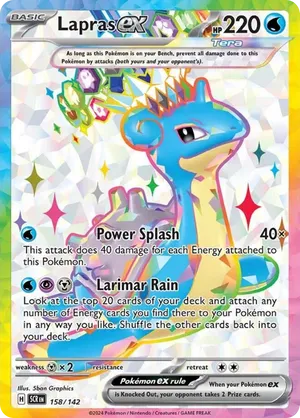 BASIC Lapras ex HP 220
Tera
As long as this Pokémon is on your Bench, prevent all damage done to this
Pokémon by attacks (both yours and your opponent's).
Power Splash 40×
This attack does 40 damage for each Energy attached to
this Pokémon.
Larimar Rain
Look at the top 20 cards of your deck and attach any
number of Energy cards you find there to your Pokémon
in any way you like. Shuffle the other cards back into
your deck.
weakness × 2 resistance retreat
Illus. 5ban Graphics
Pokémon ex rule When your Pokémon ex
is Knocked Out, your opponent takes 2 Prize cards.
H SCR EN 158/142
©2024 Pokémon / Nintendo / Creatures / GAME FREAK